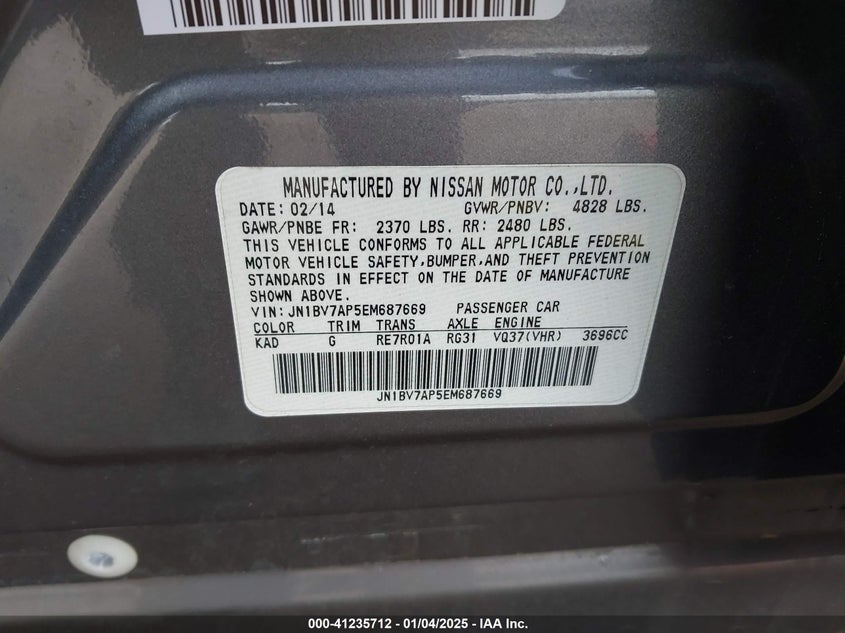 MANUFACTURED BY NISSAN MOTOR CO.,LTD.
DATE: 02/14 GVWR/PNBV: 4828 LBS.
GAWR/PNBE FR: 2370 LBS. RR: 2480 LBS.
THIS VEHICLE CONFORMS TO ALL APPLICABLE FEDERAL
MOTOR VEHICLE SAFETY,BUMPER,AND THEFT PREVENTION
STANDARDS IN EFFECT ON THE DATE OF MANUFACTURE
SHOWN ABOVE.
VIN:JN1BV7AP5EM687669 PASSENGER CAR
COLOR TRIM TRANS AXLE ENGINE
KAD G RE7R01A RG31 VQ37(VHR) 3696CC
JN1BV7AP5EM687669
000-41235712 - 01/04/2025 - IAA Inc.